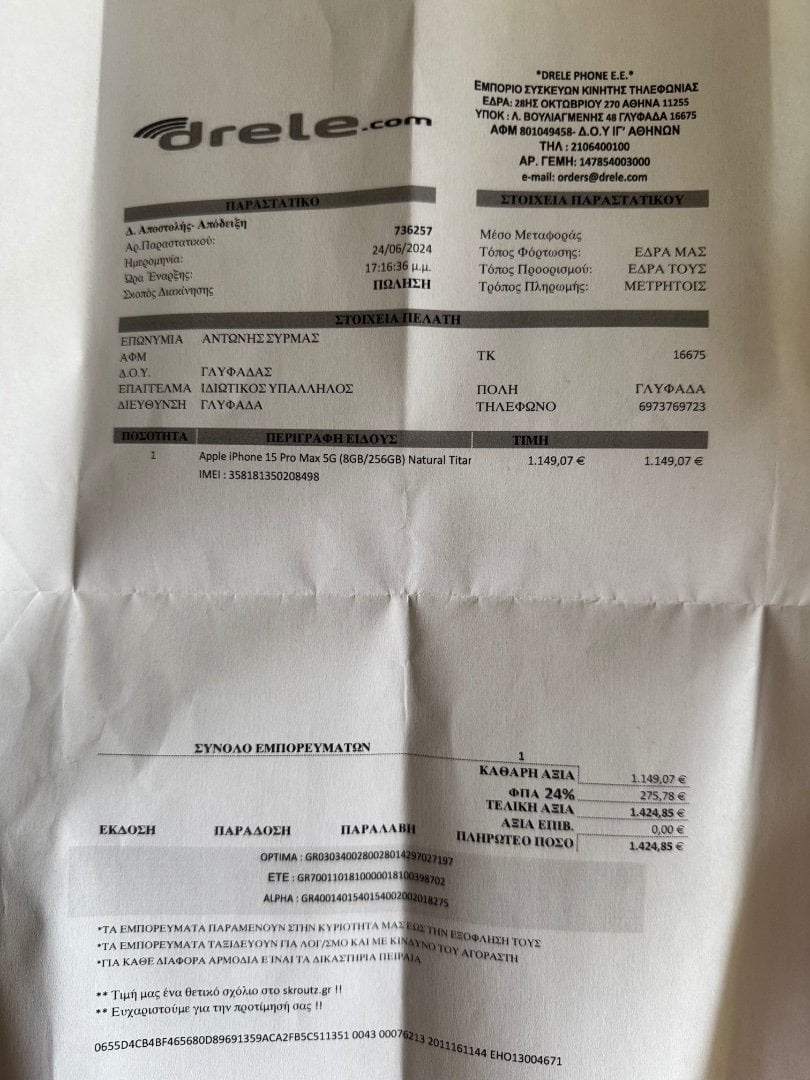 drele.com
*DRELE PHONE E.E.*
ΕΜΠΟΡΙΟ ΣΥΣΚΕΥΩΝ ΚΙΝΗΤΗΣ ΤΗΛΕΦΩΝΙΑΣ
ΕΔΡΑ: 28ΗΣ ΟΚΤΩΒΡΙΟΥ 270 ΑΘΗΝΑ 11255
ΥΠΟΚ : Λ. ΒΟΥΛΙΑΓΜΕΝΗΣ 48 ΓΛΥΦΑΔΑ 16675
ΑΦΜ 801049458- Δ.Ο.Υ ΙΓ' ΑΘΗΝΩΝ
ΤΗΛ : 2106400100
ΑΡ. ΓΕΜΗ: 147854003000
e-mail: orders@drele.com
ΠΑΡΑΣΤΑΤΙΚΟ
Δ. Αποστολής- Απόδειξη
Αρ.Παραστατικού: 736257
Ημερομηνία: 24/06/2024
Ώρα Έναρξης: 17:16:36 μ.μ.
Σκοπός Διακίνησης ΠΩΛΗΣΗ
ΣΤΟΙΧΕΙΑ ΠΑΡΑΣΤΑΤΙΚΟΥ
Μέσο Μεταφοράς
Τόπος Φόρτωσης: ΕΔΡΑ ΜΑΣ
Τόπος Προορισμού: ΕΔΡΑ ΤΟΥΣ
Τρόπος Πληρωμής: ΜΕΤΡΗΤΟΙΣ
ΣΤΟΙΧΕΙΑ ΠΕΛΑΤΗ
ΕΠΩΝΥΜΙΑ ΑΝΤΩΝΗΣ ΣΥΡΜΑΣ
ΑΦΜ ΤΚ 16675
Δ.Ο.Υ. ΓΛΥΦΑΔΑΣ
ΕΠΑΓΓΕΛΜΑ ΙΔΙΩΤΙΚΟΣ ΥΠΑΛΛΗΛΟΣ ΠΟΛΗ ΓΛΥΦΑΔΑ
ΔΙΕΥΘΥΝΣΗ ΓΛΥΦΑΔΑ ΤΗΛΕΦΩΝΟ 6973769723
ΠΟΣΟΤΗΤΑ ΠΕΡΙΓΡΑΦΗ ΕΙΔΟΥΣ ΤΙΜΗ
1 Apple iPhone 15 Pro Max 5G (8GB/256GB) Natural Titar 1.149,07 € 1.149,07 €
IMEI : 358181350208498
ΣΥΝΟΛΟ ΕΜΠΟΡΕΥΜΑΤΩΝ 1
ΚΑΘΑΡΗ ΑΞΙΑ 1.149,07 €
ΦΠΑ 24% 275,78 €
ΤΕΛΙΚΗ ΑΞΙΑ 1.424,85 €
ΑΞΙΑ ΕΠΙΒ. 0,00 €
ΠΛΗΡΩΤΕΟ ΠΟΣΟ 1.424,85 €
ΕΚΔΟΣΗ ΠΑΡΑΔΟΣΗ ΠΑΡΑΛΑΒΗ
OPTIMA : GR0303400280028014297027197
ETE : GR7001101810000018100398702
ALPHA : GR4001401540154002002018275
*ΤΑ ΕΜΠΟΡΕΥΜΑΤΑ ΠΑΡΑΜΕΝΟΥΝ ΣΤΗΝ ΚΥΡΙΟΤΗΤΑ ΜΑΣ ΕΩΣ ΤΗΝ ΕΞΟΦΛΗΣΗ ΤΟΥΣ
*ΤΑ ΕΜΠΟΡΕΥΜΑΤΑ ΤΑΞΙΔΕΥΟΥΝ ΓΙΑ ΛΟΓ/ΣΜΟ ΚΑΙ ΜΕ ΚΙΝΔΥΝΟ ΤΟΥ ΑΓΟΡΑΣΤΗ
*ΓΙΑ ΚΑΘΕ ΔΙΑΦΟΡΑ ΑΡΜΟΔΙΑ ΕΊΝΑΙ ΤΑ ΔΙΚΑΣΤΗΡΙΑ ΠΕΙΡΑΙΑ
** Τιμή μας ένα θετικό σχόλιο στο skroutz.gr !!
** Ευχαριστούμε για την προτίμησή σας !!
0655D4CB4BF465680D89691359ACA2FB5C511351 0043 00076213 2011161144 EHO13004671